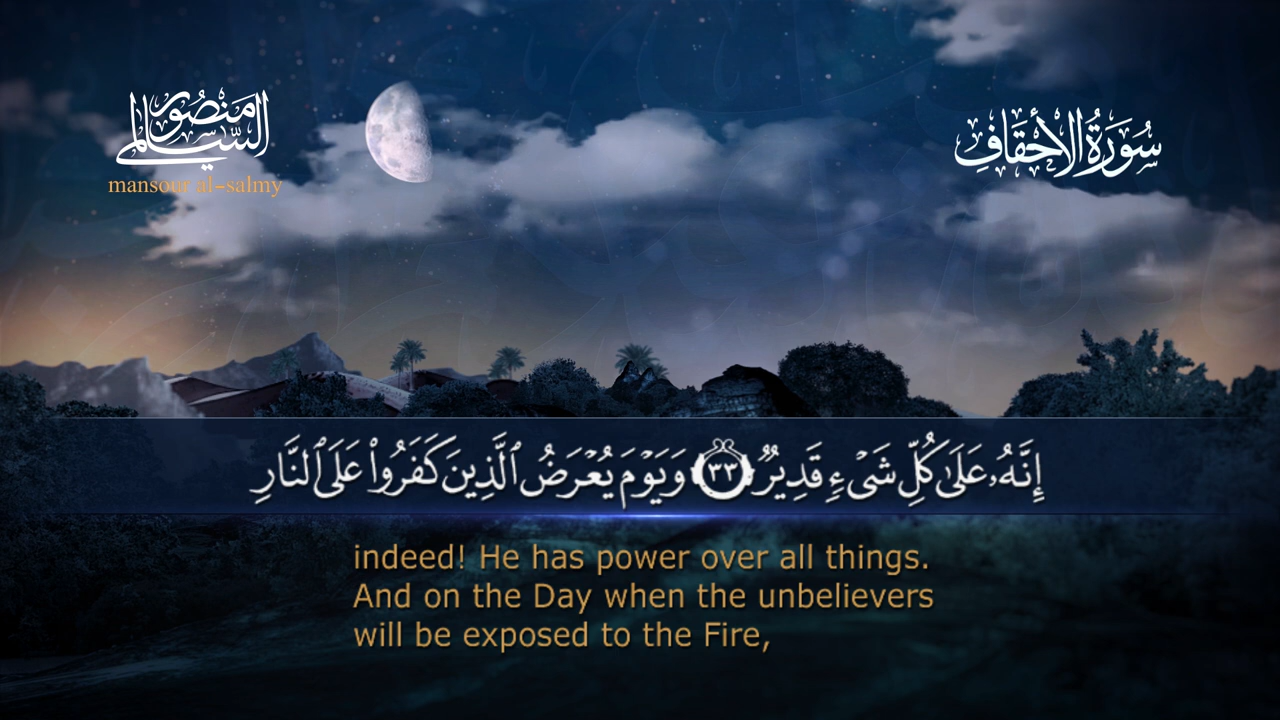 منصور السالمي
mansour al-salmy
سُورَةُ الأَحْقَافِ
إِنَّهُۥ عَلَىٰ كُلِّ شَىْءٍ قَدِيرٌ ٣٣ وَيَوْمَ يُعْرَضُ ٱلَّذِينَ كَفَرُوا۟ عَلَى ٱلنَّارِ
indeed! He has power over all things.
And on the Day when the unbelievers
will be exposed to the Fire,